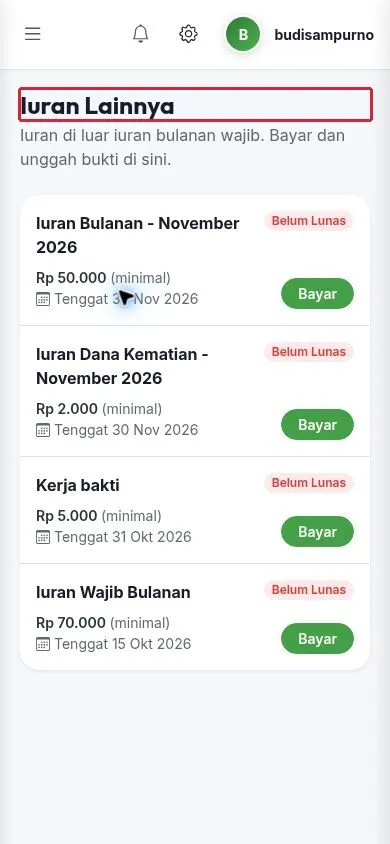 B budisampurno
Iuran Lainnya
Iuran di luar iuran bulanan wajib. Bayar dan
unggah bukti di sini.
Iuran Bulanan - November
2026
Belum Lunas
Rp 50.000 (minimal)
Tenggat 3 Nov 2026
Bayar
Iuran Dana Kematian -
November 2026
Belum Lunas
Rp 2.000 (minimal)
Tenggat 30 Nov 2026
Bayar
Kerja bakti
Belum Lunas
Rp 5.000 (minimal)
Tenggat 31 Okt 2026
Bayar
Iuran Wajib Bulanan
Belum Lunas
Rp 70.000 (minimal)
Tenggat 15 Okt 2026
Bayar